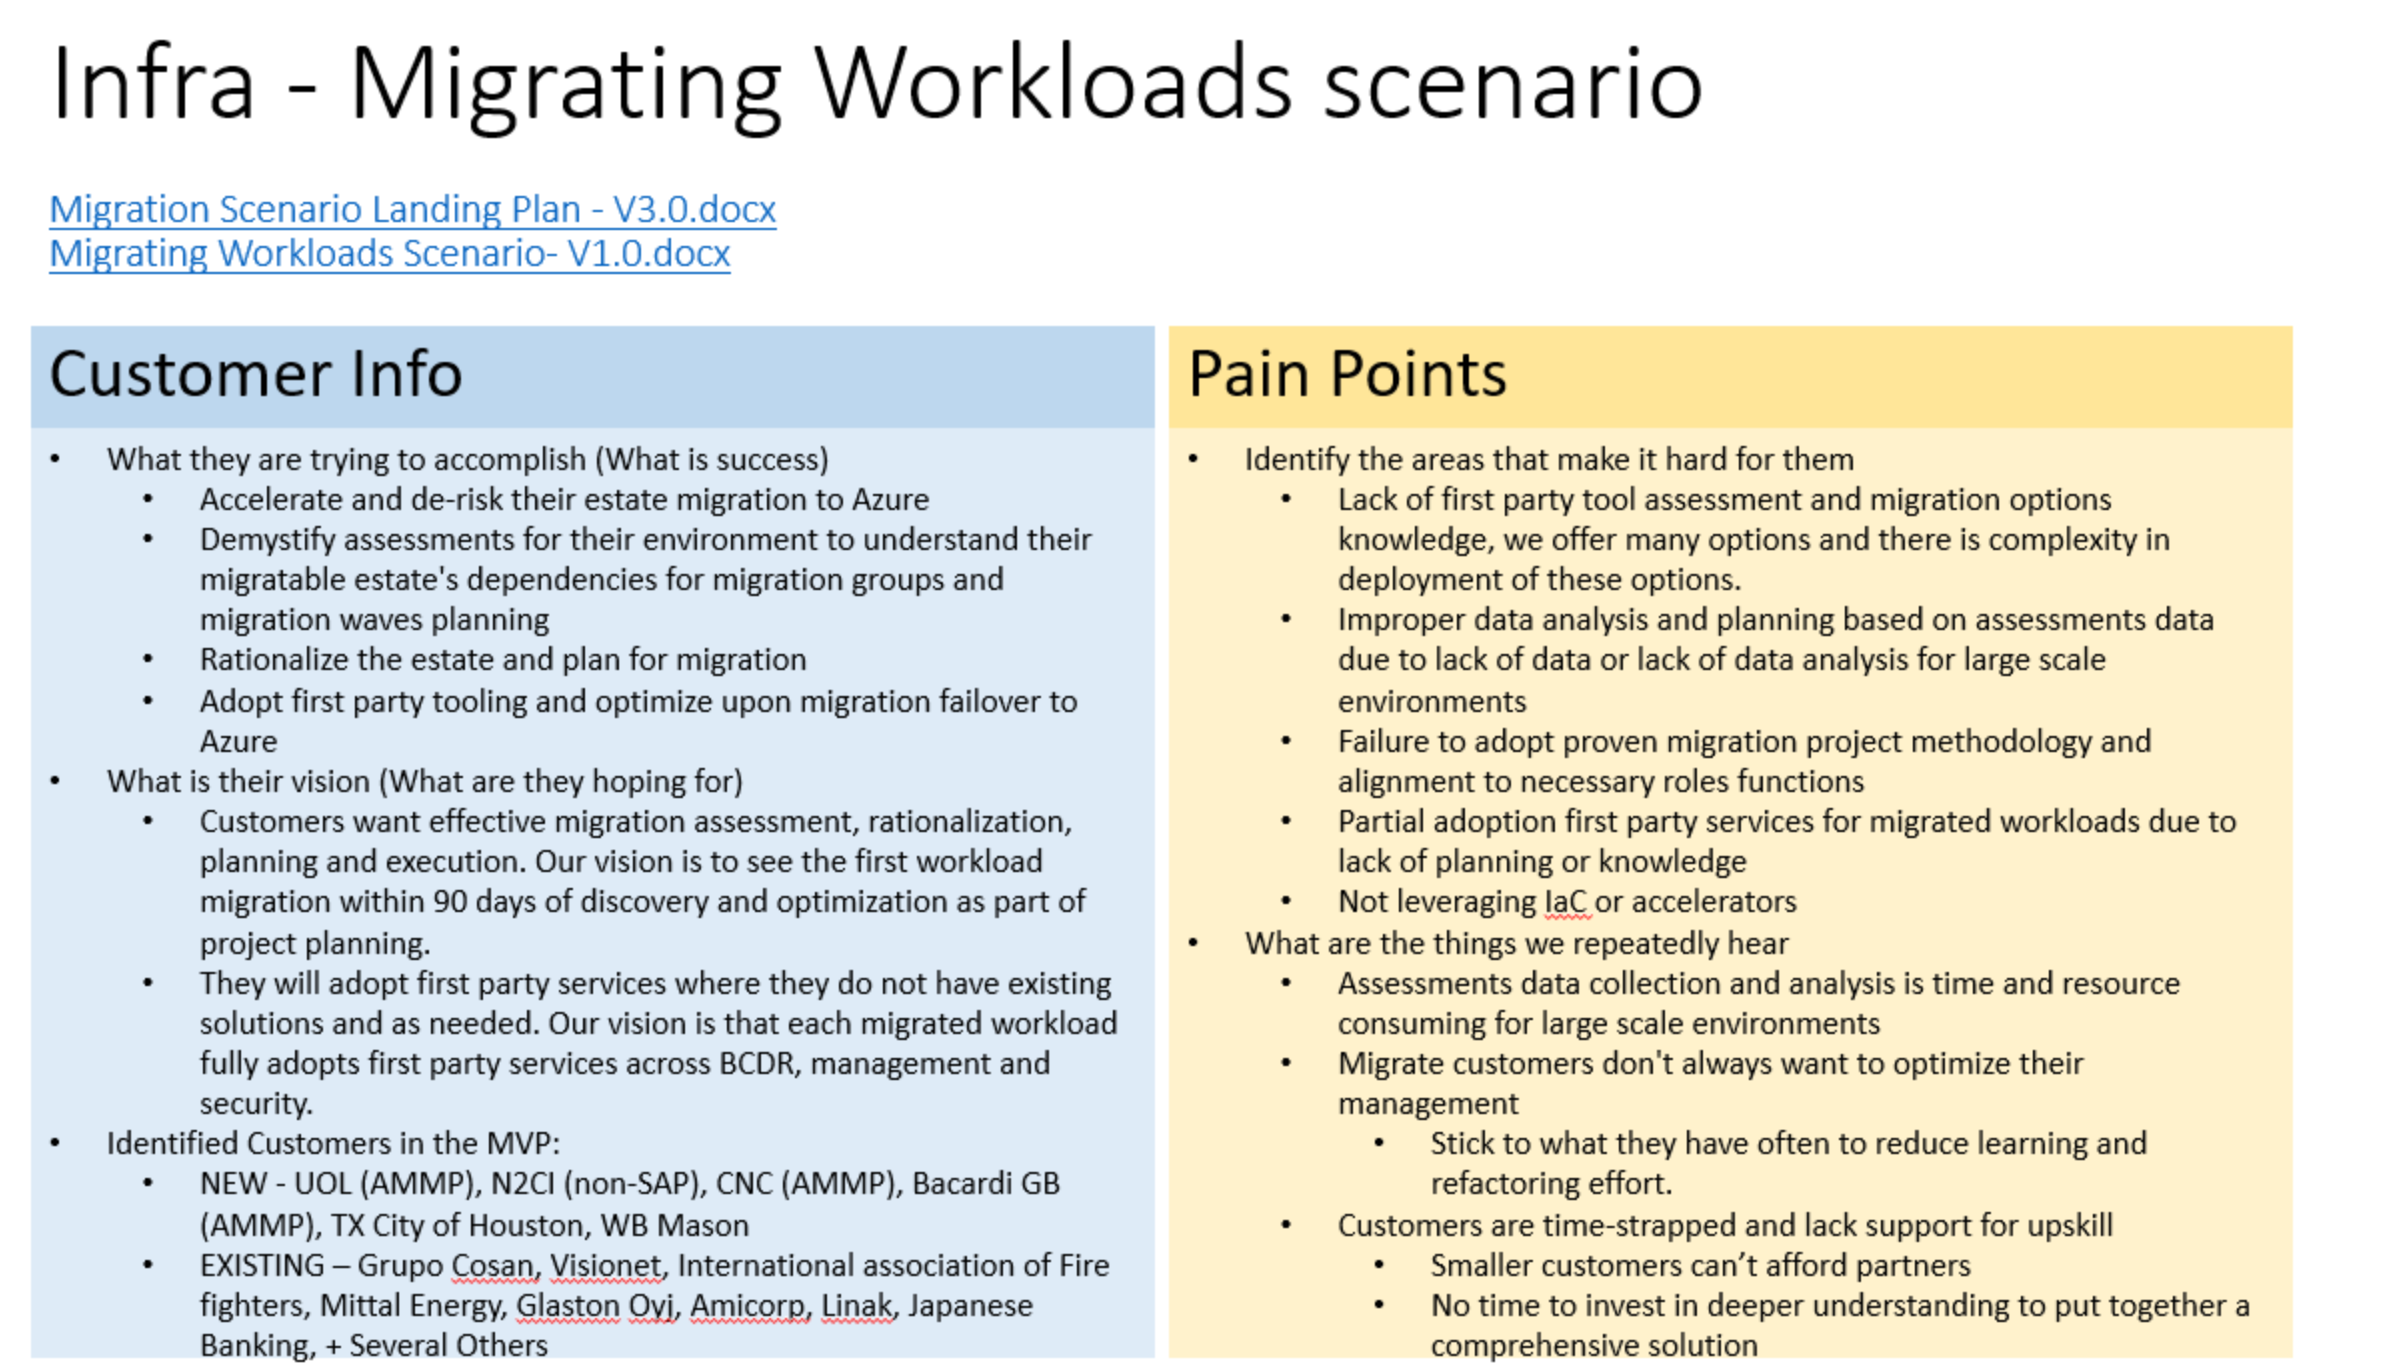 Infra - Migrating Workloads scenario
Migration Scenario Landing Plan - V3.0.docx
Migrating Workloads Scenario- V1.0.docx
Customer Info
• What they are trying to accomplish (What is success)
• Accelerate and de-risk their estate migration to Azure
• Demystify assessments for their environment to understand their
migratable estate's dependencies for migration groups and
migration waves planning
• Rationalize the estate and plan for migration
• Adopt first party tooling and optimize upon migration failover to
Azure
• What is their vision (What are they hoping for)
• Customers want effective migration assessment, rationalization,
planning and execution. Our vision is to see the first workload
migration within 90 days of discovery and optimization as part of
project planning.
• They will adopt first party services where they do not have existing
solutions and as needed. Our vision is that each migrated workload
fully adopts first party services across BCDR, management and
security.
• Identified Customers in the MVP:
• NEW - UOL (AMMP), N2CI (non-SAP), CNC (AMMP), Bacardi GB
(AMMP), TX City of Houston, WB Mason
• EXISTING – Grupo Cosan, Visionet, International association of Fire
fighters, Mittal Energy, Glaston Oyj, Amicorp, Linak, Japanese
Banking, + Several Others
Pain Points
• Identify the areas that make it hard for them
• Lack of first party tool assessment and migration options
knowledge, we offer many options and there is complexity in
deployment of these options.
• Improper data analysis and planning based on assessments data
due to lack of data or lack of data analysis for large scale
environments
• Failure to adopt proven migration project methodology and
alignment to necessary roles functions
• Partial adoption first party services for migrated workloads due to
lack of planning or knowledge
• Not leveraging IaC or accelerators
• What are the things we repeatedly hear
• Assessments data collection and analysis is time and resource
consuming for large scale environments
• Migrate customers don't always want to optimize their
management
• Stick to what they have often to reduce learning and
refactoring effort.
• Customers are time-strapped and lack support for upskill
• Smaller customers can’t afford partners
• No time to invest in deeper understanding to put together a
comprehensive solution